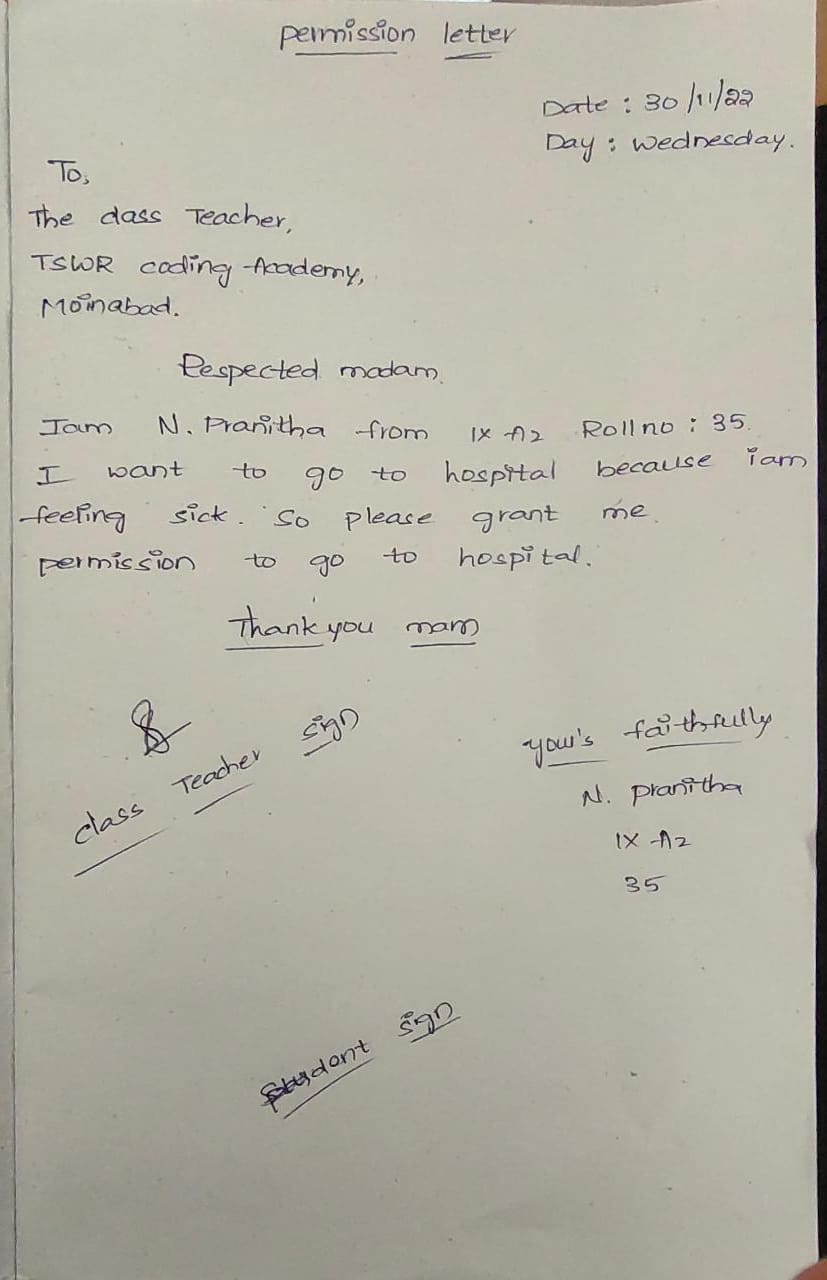 permission letter
Date : 30/11/22
Day : Wednesday.
To,
The class Teacher,
TSWR coding Academy,
Moinabad.
Respected madam.
Iam N. Pranitha from IX A2 Roll no : 35.
I want to go to hospital because iam
feeling sick. So please grant me
permission to go to hospital.
Thank you mam
class Teacher sign
your's faithfully
N. pranitha
IX A2
35
Student sign